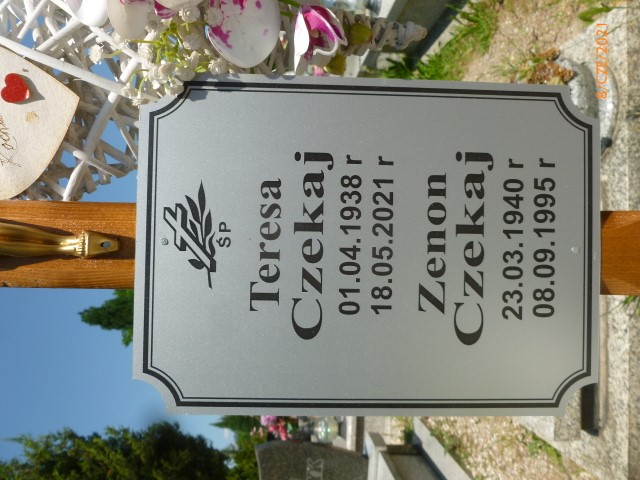 ŚP
Teresa
Czekaj
01.04.1938 r
18.05.2021 r
Zenon
Czekaj
23.03.1940 r
08.09.1995 r